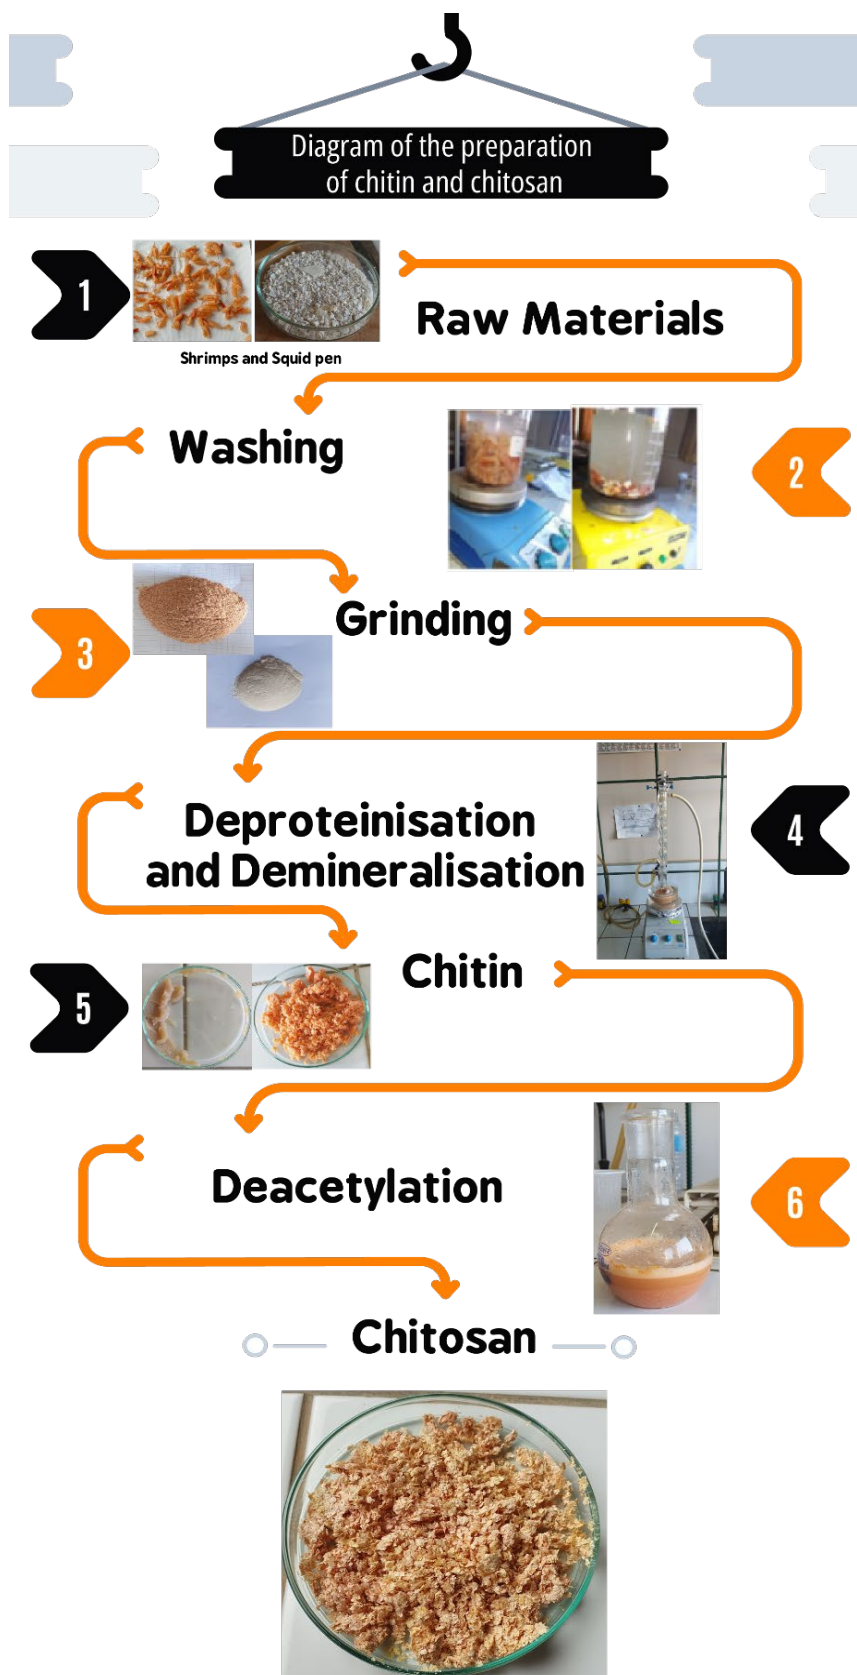 Diagram of the preparation
of chitin and chitosan
1
Shrimps and Squid pen
Raw Materials
Washing
2
Grinding
3
Deproteinisation
and Demineralisation
4
Chitin
5
Deacetylation
6
Chitosan